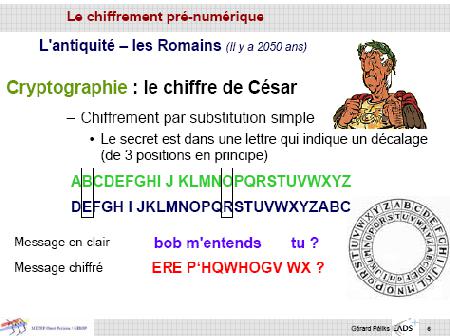 Le chiffrement pré-numérique
L'antiquité – les Romains (Il y a 2050 ans)
Cryptographie : le chiffre de César
– Chiffrement par substitution simple
• Le secret est dans une lettre qui indique un décalage
(de 3 positions en principe)
ABCDEFGHI J KLMNOPQRSTUVWXYZ
DEFGH I JKLMNOPQRSTUVWXYZABC
Message en clair bob m'entends tu ?
Message chiffré ERE P'HQWHOGV WX ?
Gérard Péliks EADS 6